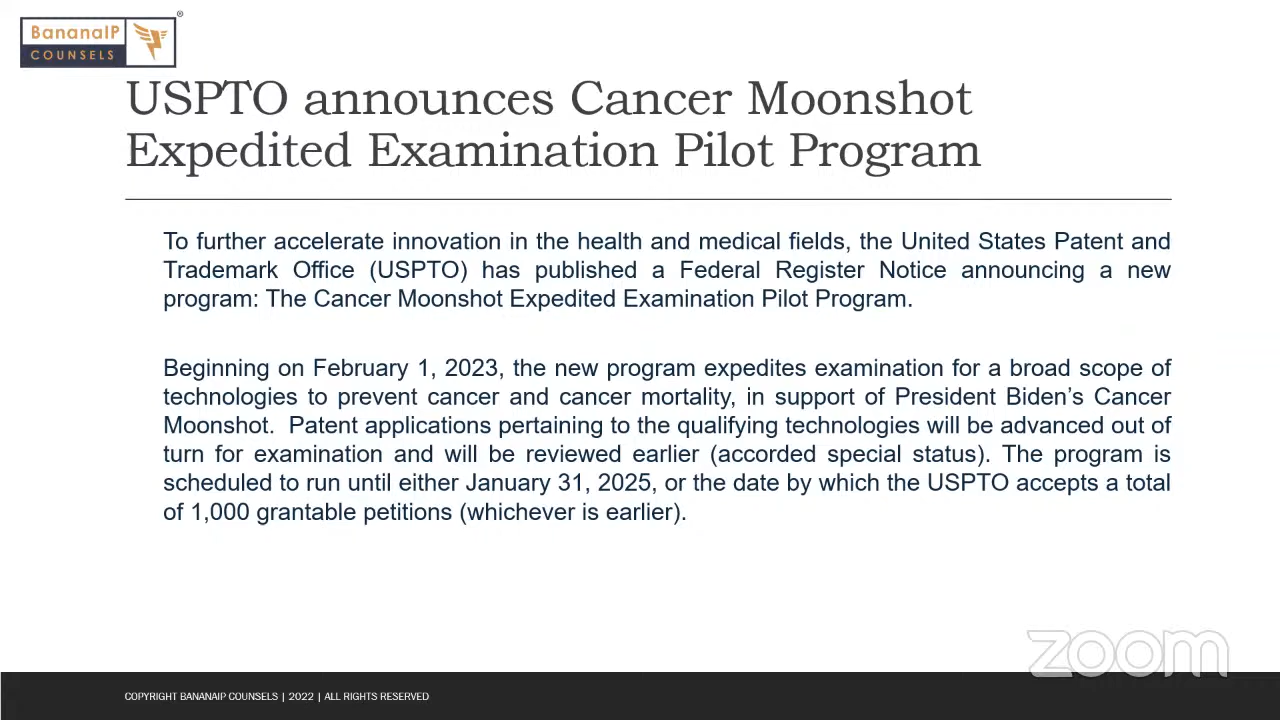 BananaIP
COUNSELS
®
USPTO announces Cancer Moonshot
Expedited Examination Pilot Program
To further accelerate innovation in the health and medical fields, the United States Patent and
Trademark Office (USPTO) has published a Federal Register Notice announcing a new
program: The Cancer Moonshot Expedited Examination Pilot Program.
Beginning on February 1, 2023, the new program expedites examination for a broad scope of
technologies to prevent cancer and cancer mortality, in support of President Biden’s Cancer
Moonshot.  Patent applications pertaining to the qualifying technologies will be advanced out of
turn for examination and will be reviewed earlier (accorded special status). The program is
scheduled to run until either January 31, 2025, or the date by which the USPTO accepts a total
of 1,000 grantable petitions (whichever is earlier).
zoom
COPYRIGHT BANANAIP COUNSELS | 2022 | ALL RIGHTS RESERVED